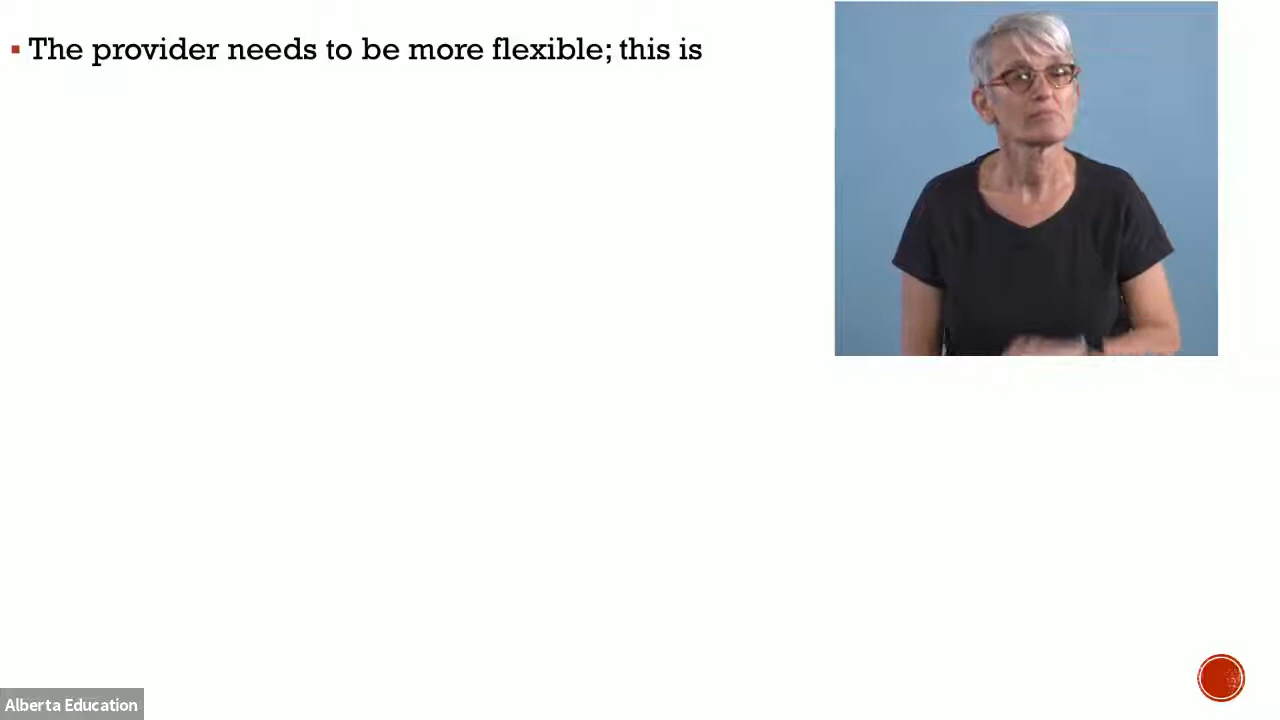 The provider needs to be more flexible; this is
Alberta Education